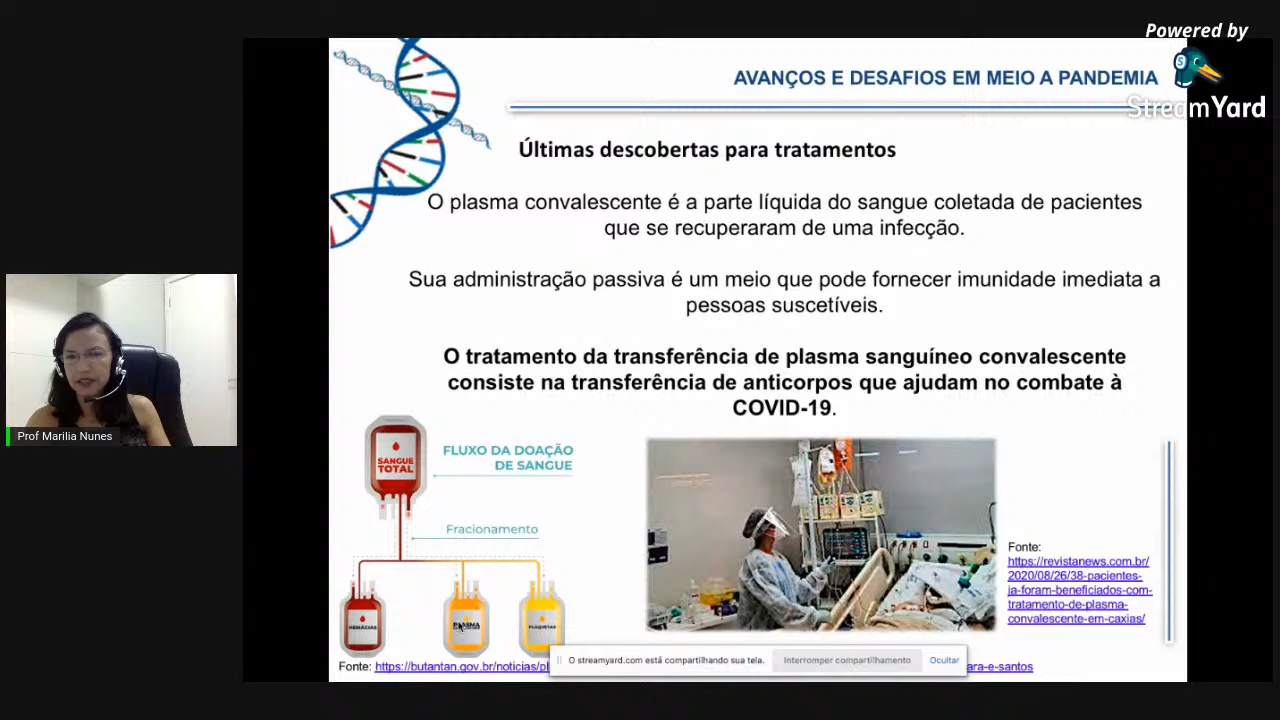 Powered by
StreamYard
AVANÇOS E DESAFIOS EM MEIO A PANDEMIA
Últimas descobertas para tratamentos
O plasma convalescente é a parte líquida do sangue coletada de pacientes
que se recuperaram de uma infecção.
Sua administração passiva é um meio que pode fornecer imunidade imediata a
pessoas suscetíveis.
O tratamento da transferência de plasma sanguíneo convalescente
consiste na transferência de anticorpos que ajudam no combate à
COVID-19.
Prof Marilia Nunes
SANGUE
TOTAL
FLUXO DA DOAÇÃO
DE SANGUE
Fracionamento
HEMÁCIAS
PLASMA
PLAQUETAS
Fonte:
https://revistanews.com.br/
2020/08/26/38-pacientes-
ja-foram-beneficiados-com-
tratamento-de-plasma-
convalescente-em-caxias/
O streamyard.com está compartilhando sua tela. Interromper compartilhamento Ocultar
Fonte: https://butantan.gov.br/noticias/pl ara-e-santos